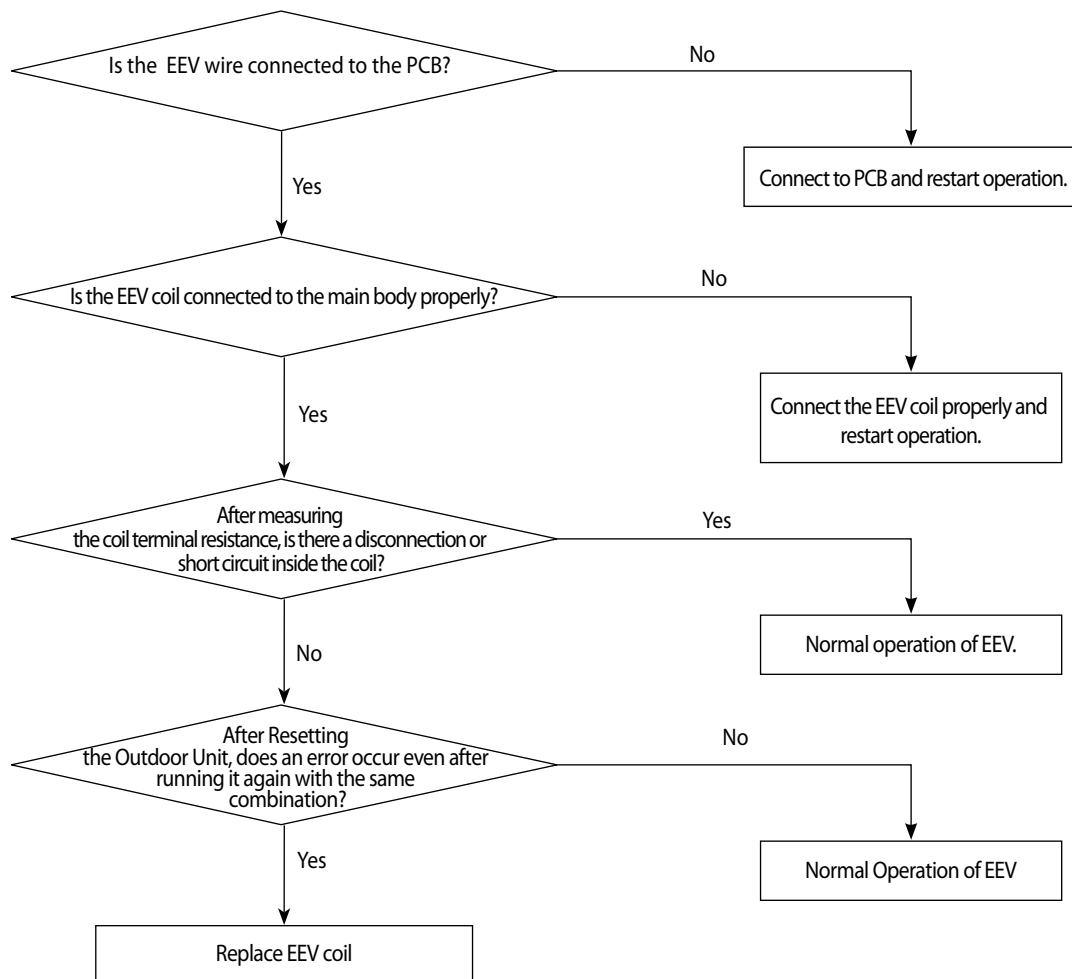 Is the EEV wire connected to the PCB?
No
Connect to PCB and restart operation.
Yes
Is the EEV coil connected to the main body properly?
No
Connect the EEV coil properly and
restart operation.
Yes
After measuring
the coil terminal resistance, is there a disconnection or
short circuit inside the coil?
Yes
Normal operation of EEV.
No
After Resetting
the Outdoor Unit, does an error occur even after
running it again with the same
combination?
No
Normal Operation of EEV
Yes
Replace EEV coil